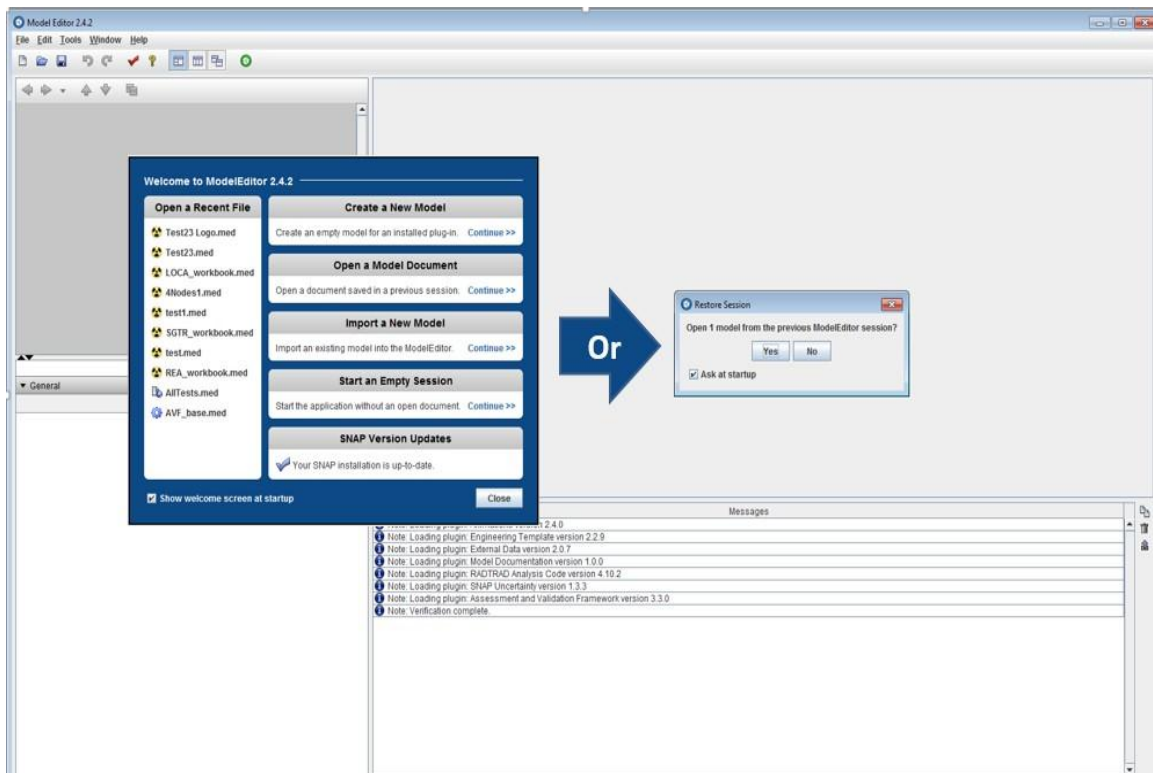 Model Editor 2.4.2
File Edit Tools Window Help
Welcome to ModelEditor 2.4.2
Open a Recent File
Test23 Logo.med
Test23.med
LOCA_workbook.med
4Nodes1.med
test1.med
SGTR_workbook.med
test.med
REA_workbook.med
AllTests.med
AVF_base.med
Create a New Model
Create an empty model for an installed plug-in. Continue >>
Open a Model Document
Open a document saved in a previous session. Continue >>
Import a New Model
Import an existing model into the ModelEditor. Continue >>
Start an Empty Session
Start the application without an open document. Continue >>
SNAP Version Updates
Your SNAP installation is up-to-date.
Show welcome screen at startup
Close
Or
Restore Session
Open 1 model from the previous ModelEditor session?
Yes No
Ask at startup
General
Messages
Note: Loading plugin: Animations version 2.4.0
Note: Loading plugin: Engineering Template version 2.2.9
Note: Loading plugin: External Data version 2.0.7
Note: Loading plugin: Model Documentation version 1.0.0
Note: Loading plugin: RADTRAD Analysis Code version 4.10.2
Note: Loading plugin: SNAP Uncertainty version 1.3.3
Note: Loading plugin: Assessment and Validation Framework version 3.3.0
Note: Verification complete.